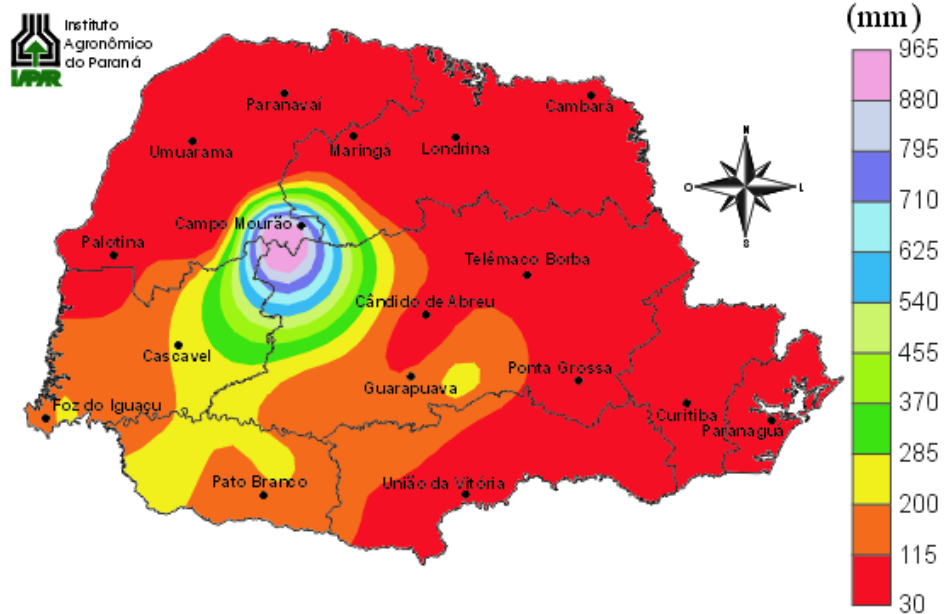 Instituto
Agronômico
do Paraná
IAPAR
(mm)
965
880
795
710
625
540
455
370
285
200
115
30
N
O
L
S
Paranavaí
Cambará
Umuarama
Maringá
Londrina
Campo Mourão
Palotina
Telêmaco Borba
Cândido de Abreu
Cascavel
Ponta Grossa
Guarapuava
Foz do Iguaçu
Curitiba
Paranagua
Pato Branco
União da Vitória